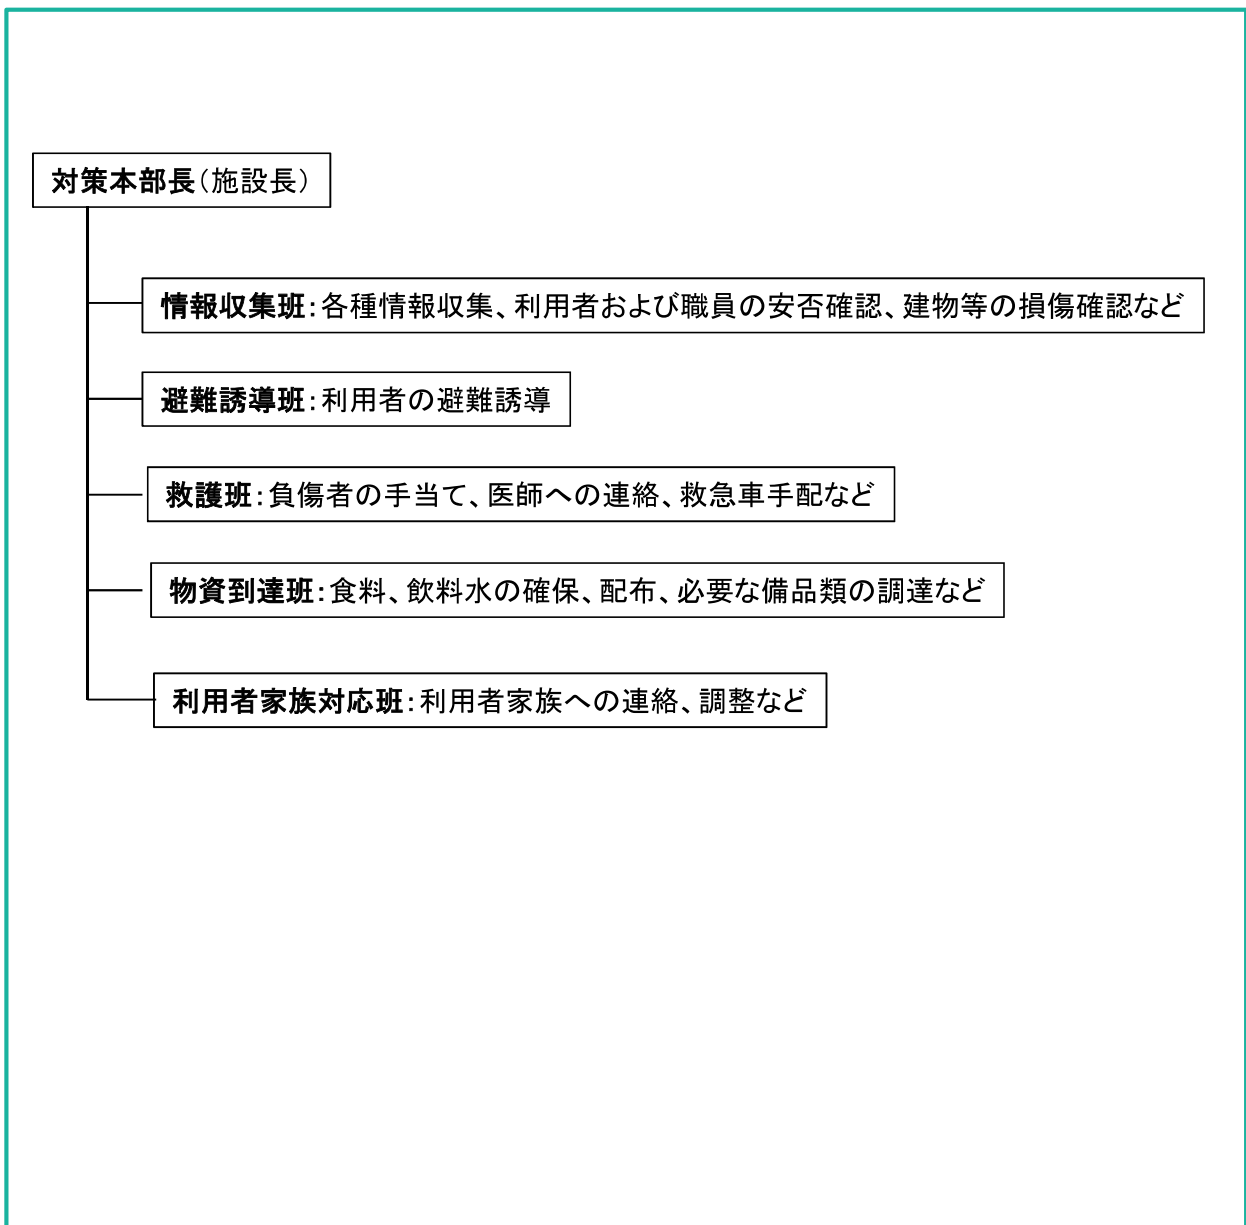 対策本部長（施設長）
情報収集班：各種情報収集、利用者および職員の安否確認、建物等の損傷確認など
避難誘導班：利用者の避難誘導
救護班：負傷者の手当て、医師への連絡、救急車手配など
物資到達班：食料、飲料水の確保、配布、必要な備品類の調達など
利用者家族対応班：利用者家族への連絡、調整など